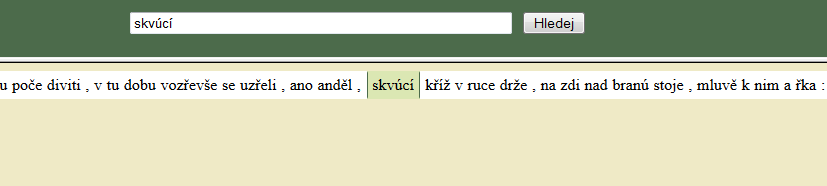 skvúcí Hledej
u poče diviti , v tu dobu vozřevše se uzřeli , ano anděl , skvúcí kříž v ruce drže , na zdi nad branú stoje , mluvě k nim a řka :